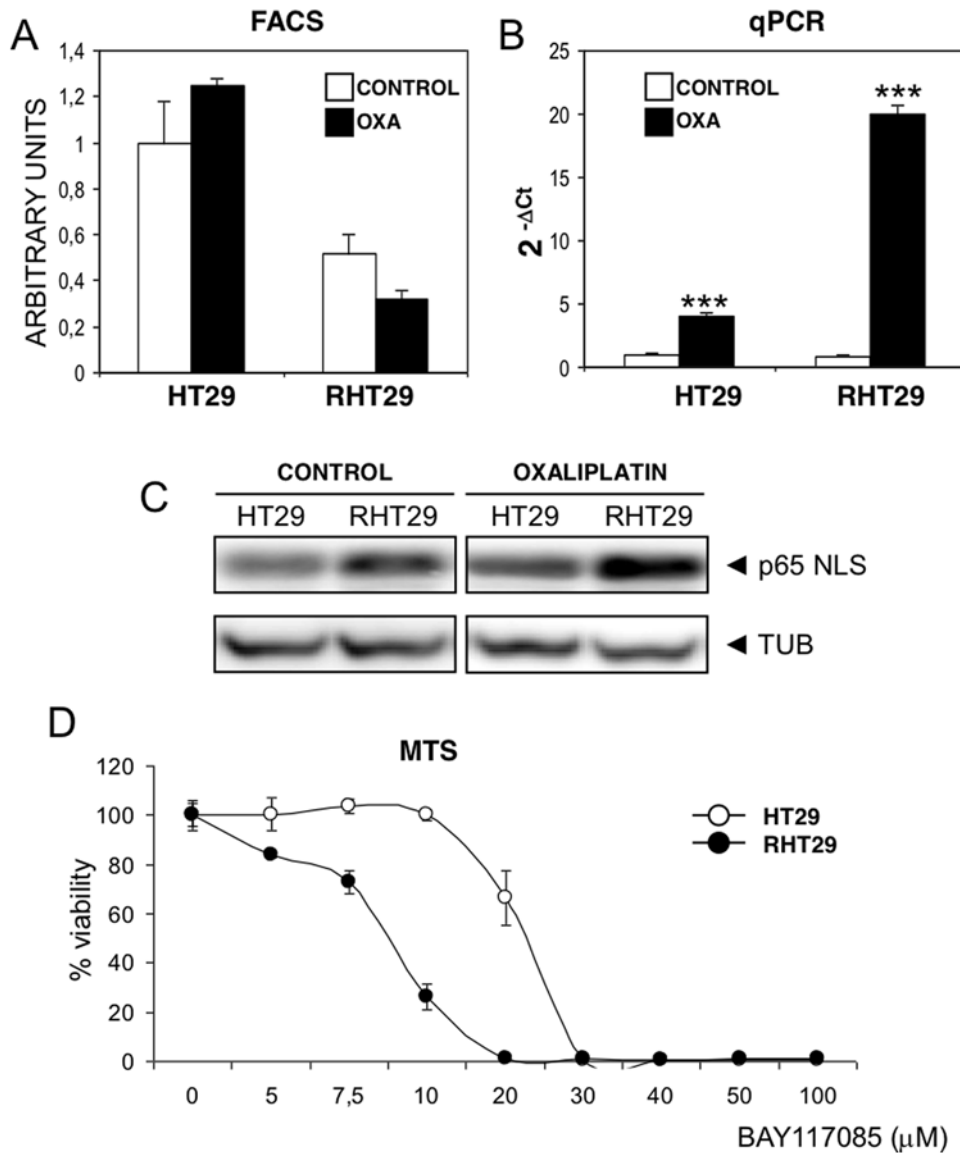 A
FACS
1,4
1,2
1
0,8
0,6
0,4
0,2
0
ARBITRARY UNITS
CONTROL
OXA
HT29 RHT29
B
qPCR
25
20
15
10
5
0
2 -ΔCt
CONTROL
OXA
***
***
HT29 RHT29
C
CONTROL OXALIPLATIN
HT29 RHT29 HT29 RHT29
p65 NLS
TUB
D
MTS
120
100
80
60
40
20
0
% viability
HT29
RHT29
0 5 7,5 10 20 30 40 50 100
BAY117085 (μM)